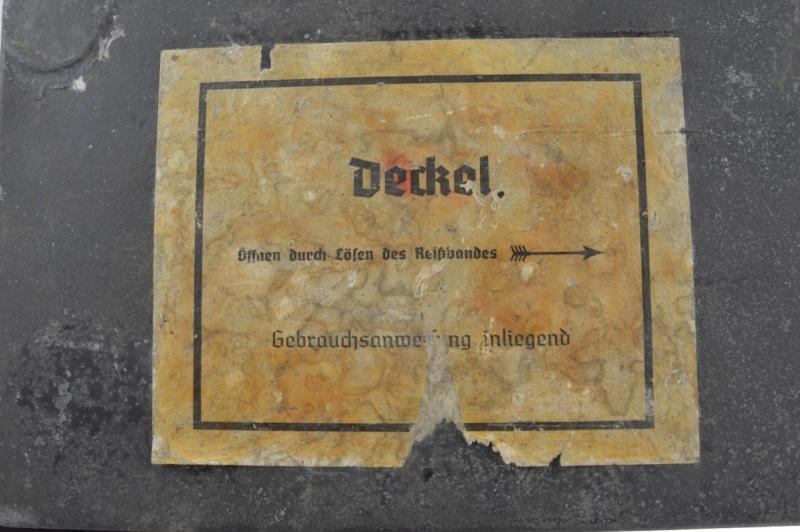 Deckel.
Öffnen durch Lösen des Reißbandes
Gebrauchsanweisung inliegend